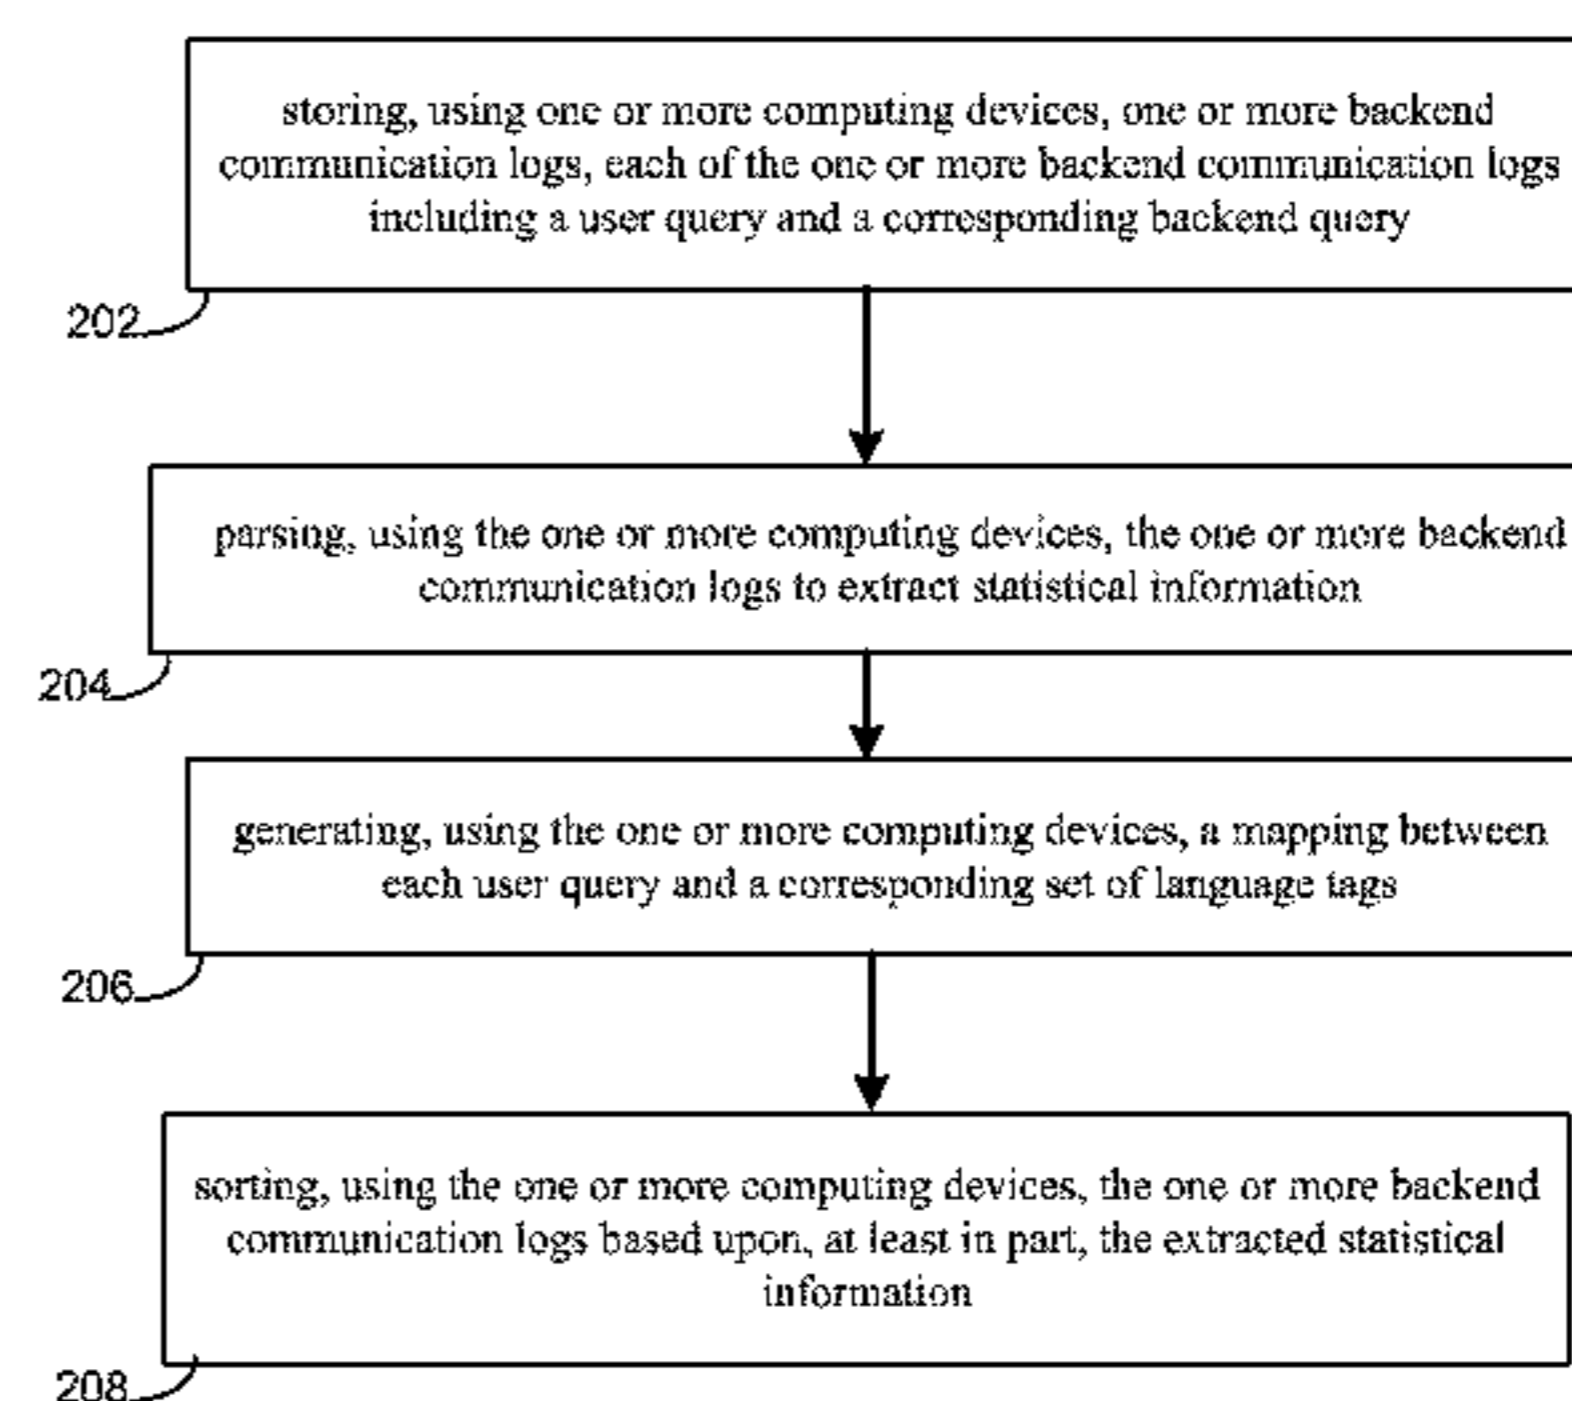 storing, using one or more computing devices, one or more backend
communication logs, each of the one or more backend communication logs
including a user query and a corresponding backend query
202
parsing, using the one or more computing devices, the one or more backend
communication logs to extract statistical information
204
generating, using the one or more computing devices, a mapping between
each user query and a corresponding set of language tags
206
sorting, using the one or more computing devices, the one or more backend
communication logs based upon, at least in part, the extracted statistical
information
208